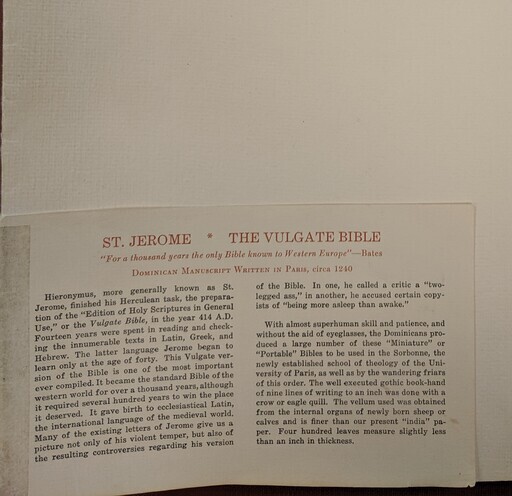 ST. JEROME * THE VULGATE BIBLE
"For a thousand years the only Bible known to Western Europe"—Bates
DOMINICAN MANUSCRIPT WRITTEN IN PARIS, circa 1240
Hieronymus, more generally known as St.
Jerome, finished his Herculean task, the prepara-
tion of the "Edition of Holy Scriptures in General
Use," or the Vulgate Bible, in the year 414 A.D.
Fourteen years were spent in reading and check-
ing the innumerable texts in Latin, Greek, and
Hebrew. The latter language Jerome began to
learn only at the age of forty. This Vulgate ver-
sion of the Bible is one of the most important
ever compiled. It became the standard Bible of the
western world for over a thousand years, although
it required several hundred years to win the place
it deserved. It gave birth to ecclesiastical Latin,
the international language of the medieval world.
Many of the existing letters of Jerome give us a
picture not only of his violent temper, but also of
the resulting controversies regarding his version
of the Bible. In one, he called a critic a "two-
legged ass," in another, he accused certain copy-
ists of "being more asleep than awake."
With almost superhuman skill and patience, and
without the aid of eyeglasses, the Dominicans pro-
duced a large number of these "Miniature" or
"Portable" Bibles to be used in the Sorbonne, the
newly established school of theology of the Uni-
versity of Paris, as well as by the wandering friars
of this order. The well executed gothic book-hand
of nine lines of writing to an inch was done with a
crow or eagle quill. The vellum used was obtained
from the internal organs of newly born sheep or
calves and is finer than our present "india" pa-
per. Four hundred leaves measure slightly less
than an inch in thickness.